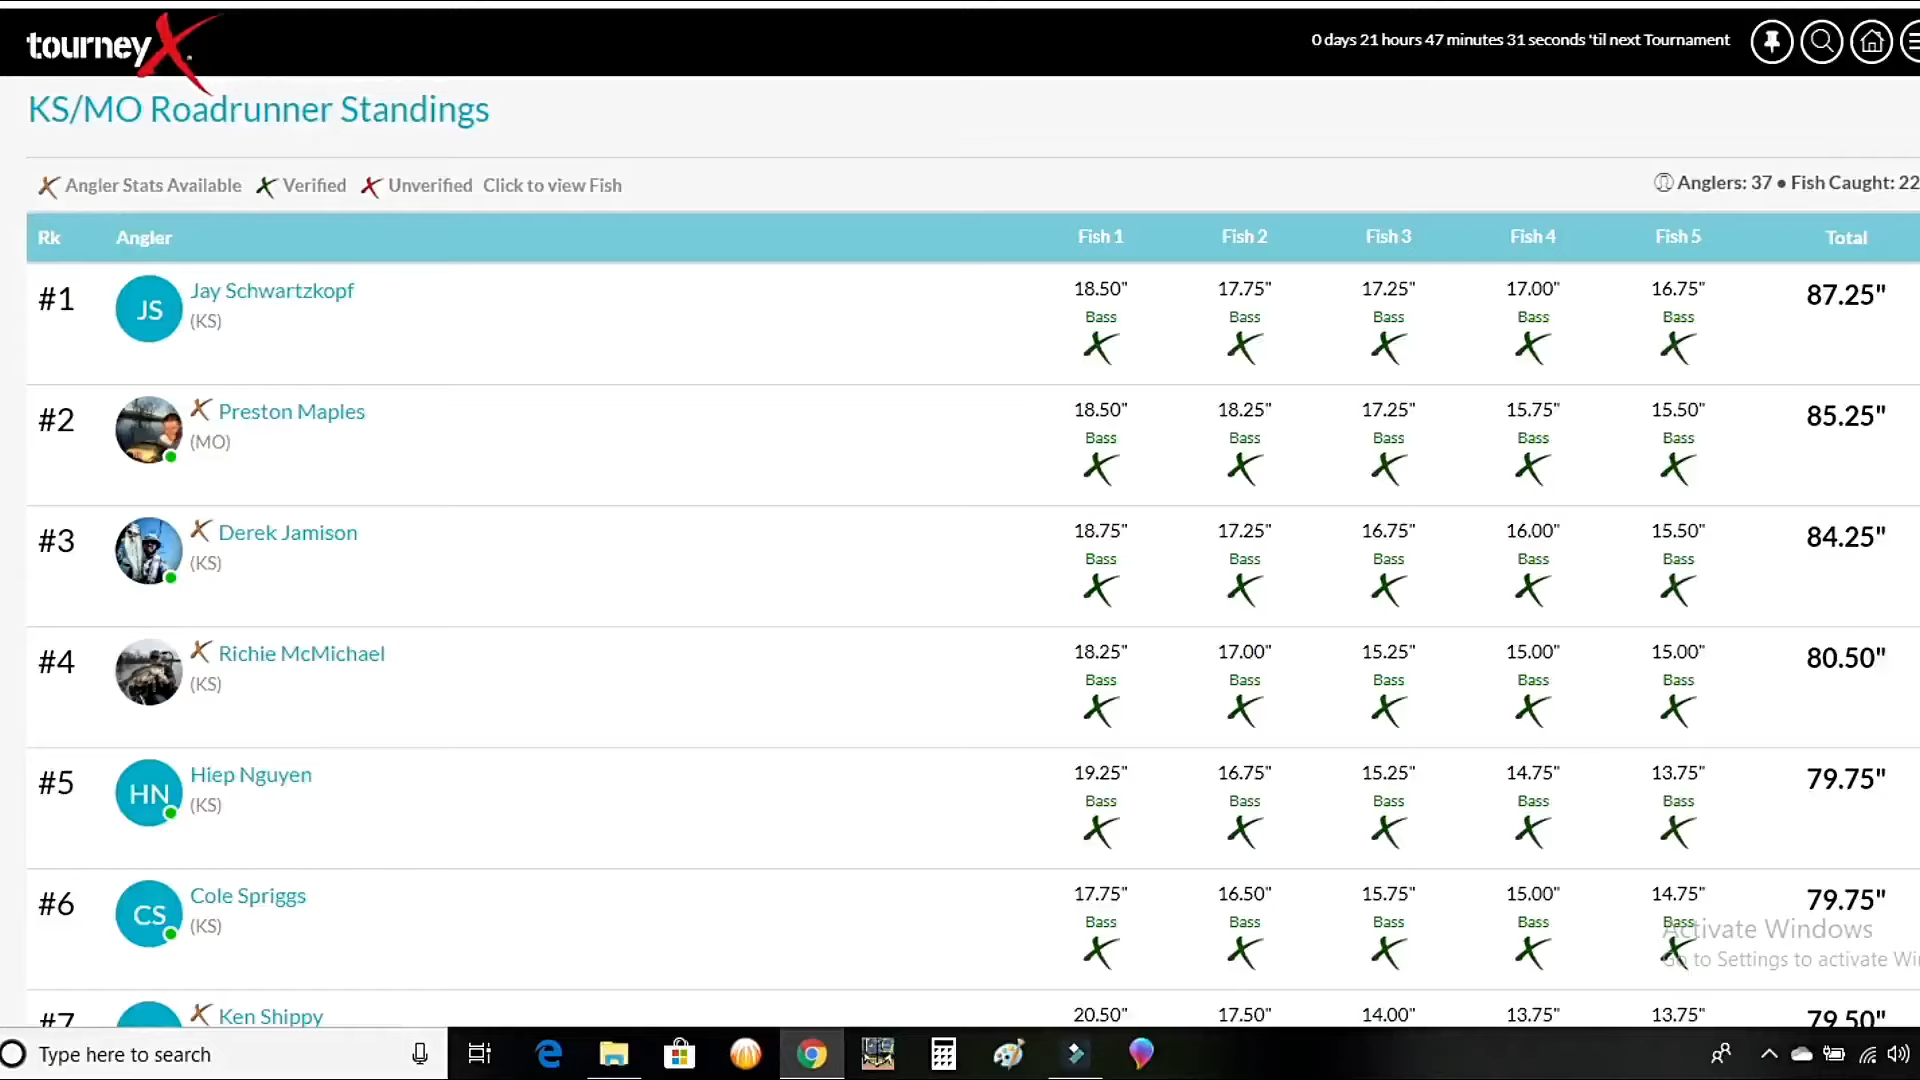 tourneyX
0 days 21 hours 47 minutes 31 seconds 'til next Tournament
KS/MO Roadrunner Standings
Angler Stats Available Verified Unverified Click to view Fish
Anglers: 37 • Fish Caught: 22
Rk Angler Fish 1 Fish 2 Fish 3 Fish 4 Fish 5 Total
#1 Jay Schwartzkopf 18.50" 17.75" 17.25" 17.00" 16.75" 87.25"
JS (KS) Bass Bass Bass Bass Bass
#2 Preston Maples 18.50" 18.25" 17.25" 15.75" 15.50" 85.25"
(MO) Bass Bass Bass Bass Bass
#3 Derek Jamison 18.75" 17.25" 16.75" 16.00" 15.50" 84.25"
(KS) Bass Bass Bass Bass Bass
#4 Richie McMichael 18.25" 17.00" 15.25" 15.00" 15.00" 80.50"
(KS) Bass Bass Bass Bass Bass
#5 Hiep Nguyen 19.25" 16.75" 15.25" 14.75" 13.75" 79.75"
HN (KS) Bass Bass Bass Bass Bass
#6 Cole Spriggs 17.75" 16.50" 15.75" 15.00" 14.75" 79.75"
CS (KS) Bass Bass Bass Bass Bass
Activate Windows
Go to Settings to activate Wi
#7 Ken Shippy 20.50" 17.50" 14.00" 13.75" 13.75" 79.50"
Type here to search